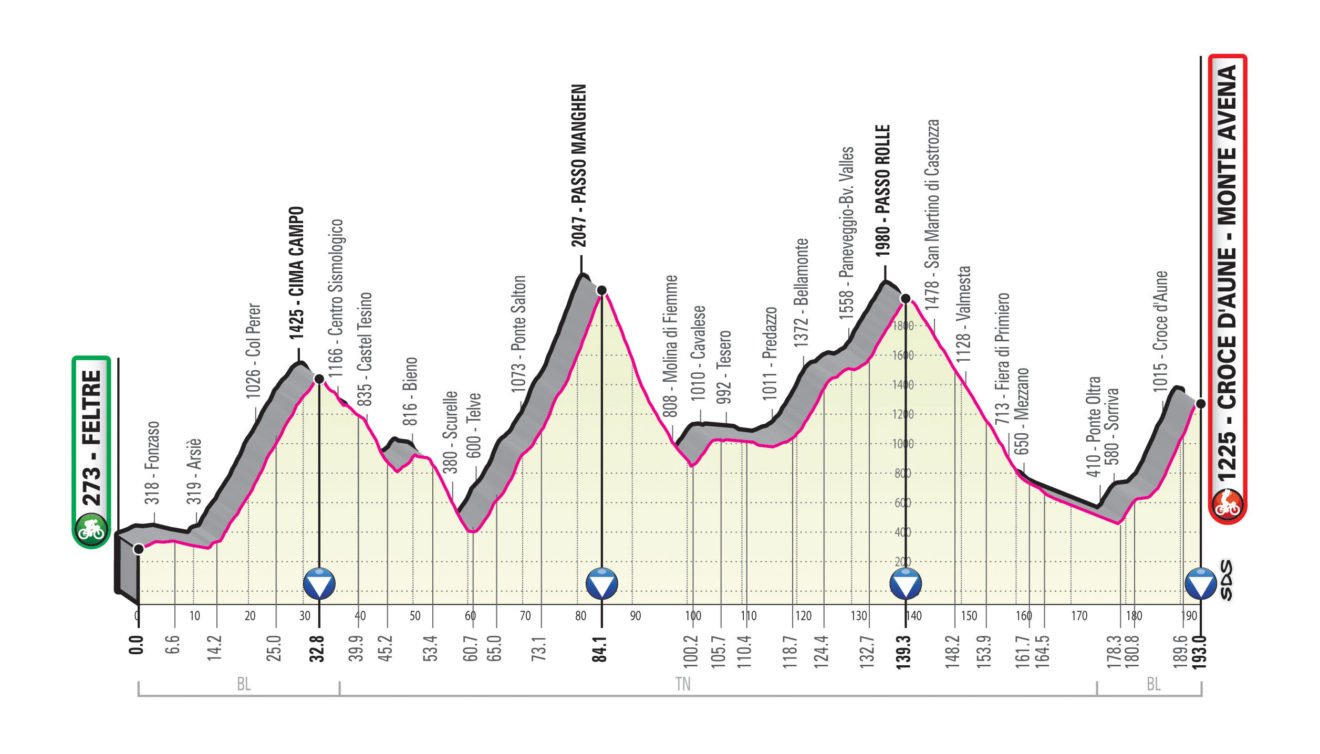 273 - FELTRE
318 - Fonzaso
319 - Arsiè
1026 - Col Perer
1425 - CIMA CAMPO
1166 - Centro Sismologico
835 - Castel Tesino
816 - Bieno
380 - Scurelle
600 - Telve
1073 - Ponte Salton
2047 - PASSO MANGHEN
808 - Molina di Fiemme
1010 - Cavalese
992 - Tesero
1011 - Predazzo
1372 - Bellamonte
1558 - Paneveggio-Bv. Valles
1980 - PASSO ROLLE
1478 - San Martino di Castrozza
1128 - Valmesta
713 - Fiera di Primiero
650 - Mezzano
410 - Ponte Oltra
580 - Sorriva
1015 - Croce d'Aune
1225 - CROCE D'AUNE - MONTE AVENA
1800
1600
1400
1200
1000
800
600
400
200
0
SDS
0 10 20 30 40 50 60 70 80 90 100 110 120 130 140 150 160 170 180 190
0.0 6.6 14.2 25.0 32.8 39.9 45.2 53.4 60.7 65.0 73.1 84.1 100.2 105.7 110.4 118.7 124.4 132.7 139.3 148.2 153.9 161.7 164.5 178.3 180.8 189.6 193.0
BL TN BL